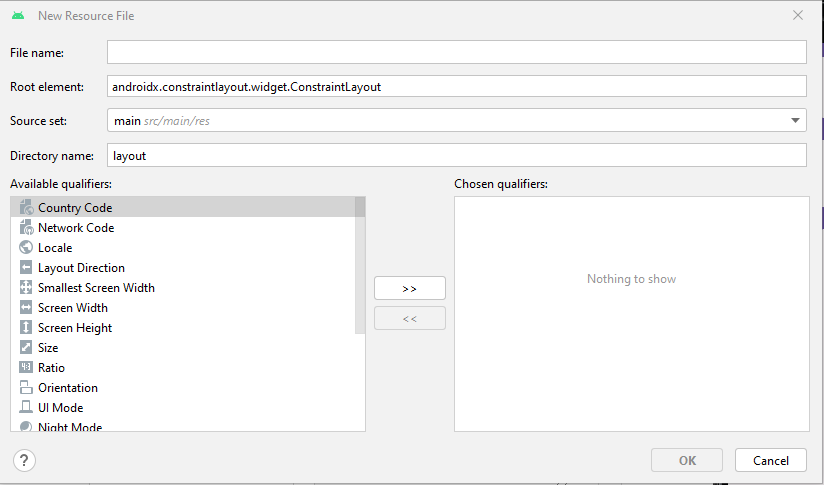 New Resource File
File name:
Root element: androidx.constraintlayout.widget.ConstraintLayout
Source set: main src/main/res
Directory name: layout
Available qualifiers:
Country Code
Network Code
Locale
Layout Direction
Smallest Screen Width
Screen Width
Screen Height
Size
Ratio
Orientation
UI Mode
Night Mode
>>
<<
Chosen qualifiers:
Nothing to show
?
OK
Cancel